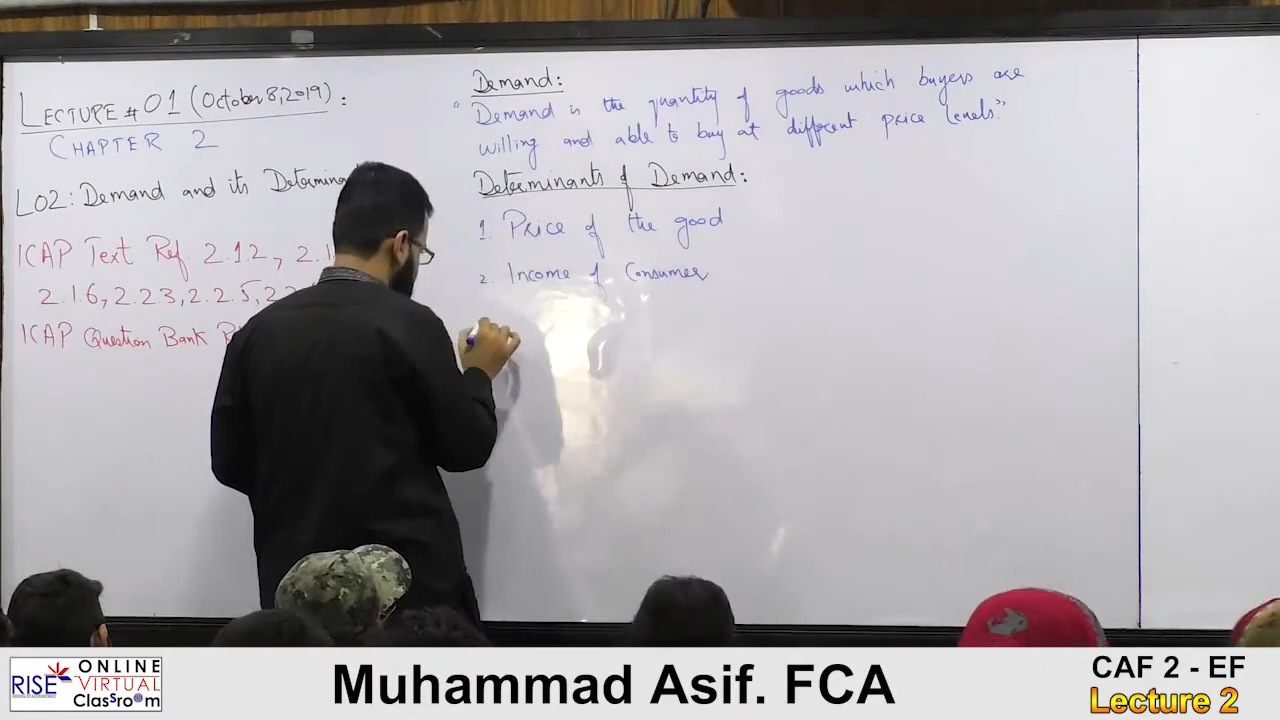 LECTURE # 01 (October 8, 2019) :
CHAPTER 2
LO2: Demand and its
ICAP Text Ref. 2.1.2,
2.1.6, 2.2.3, 2.2.5,
ICAP Question Bank
Demand:
"Demand is the quantity of goods which buyers are
willing and able to buy at different price levels."
Determinants of Demand:
1. Price of the good
2. Income of Consumer
RISE
ONLINE
VIRTUAL
Classroom
Muhammad Asif. FCA
CAF 2 - EF
Lecture 2